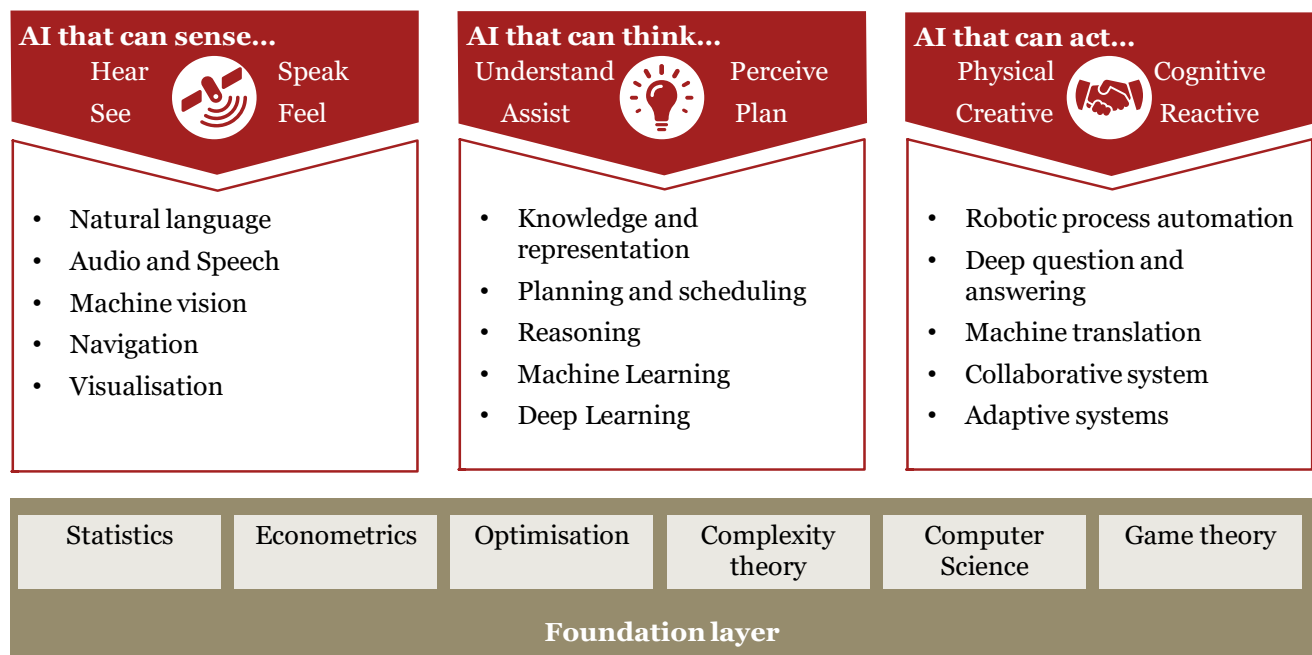 AI that can sense...
Hear
Speak
See
Feel
• Natural language
• Audio and Speech
• Machine vision
• Navigation
• Visualisation
AI that can think...
Understand
Perceive
Assist
Plan
• Knowledge and
representation
• Planning and scheduling
• Reasoning
• Machine Learning
• Deep Learning
AI that can act...
Physical
Cognitive
Creative
Reactive
• Robotic process automation
• Deep question and
answering
• Machine translation
• Collaborative system
• Adaptive systems
Statistics
Econometrics
Optimisation
Complexity
theory
Computer
Science
Game theory
Foundation layer